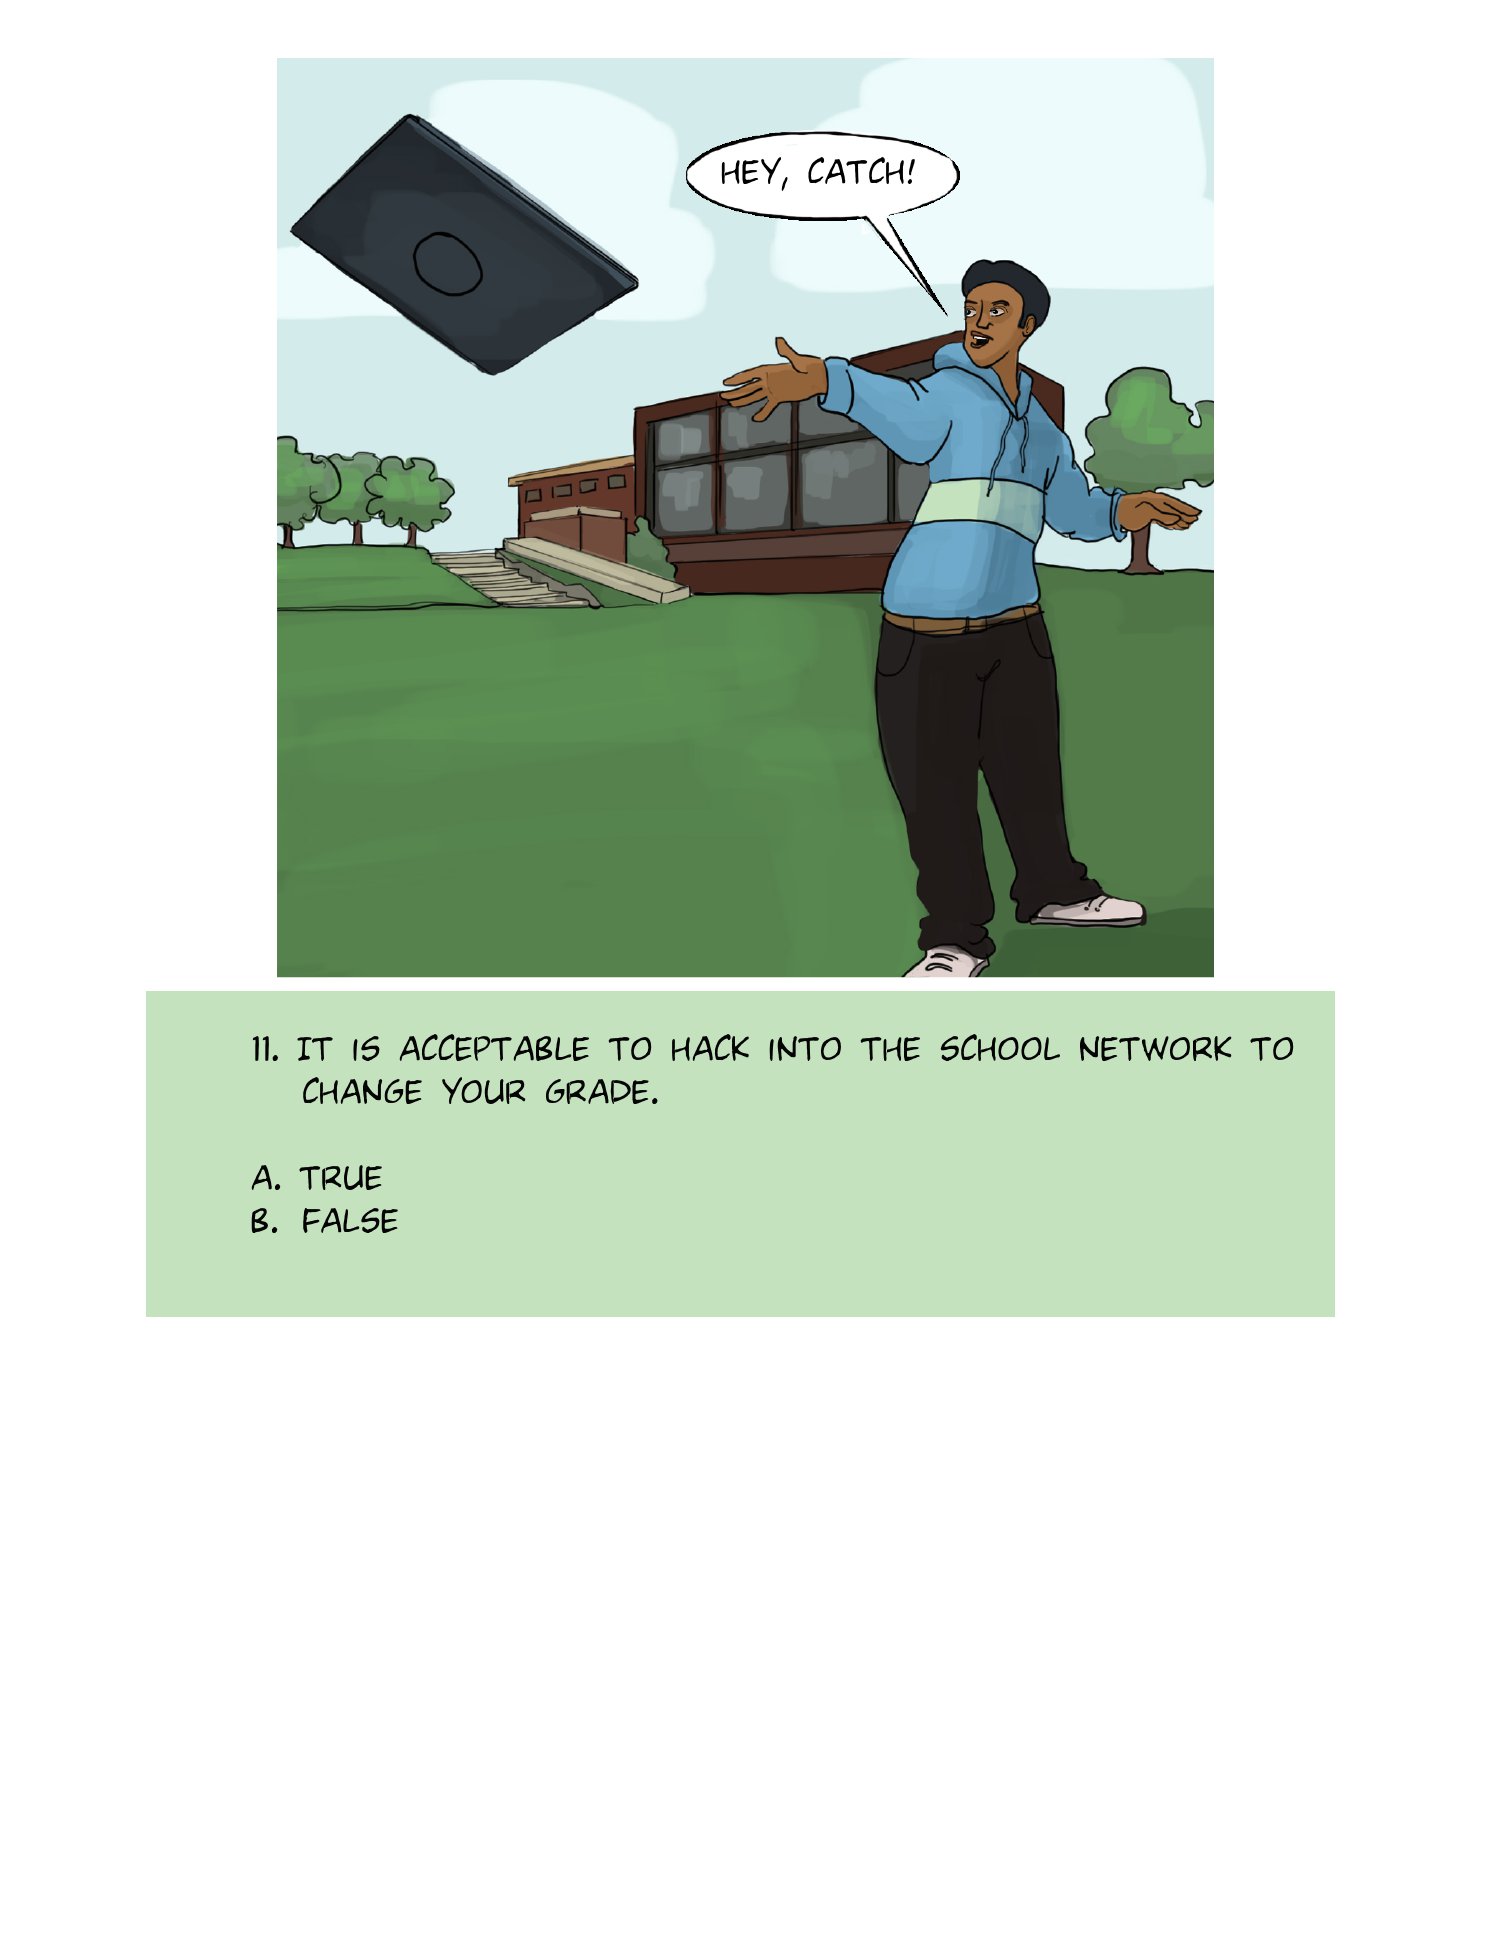 HEY, CATCH!
11. IT IS ACCEPTABLE TO HACK INTO THE SCHOOL NETWORK TO
CHANGE YOUR GRADE.
A. TRUE
B. FALSE